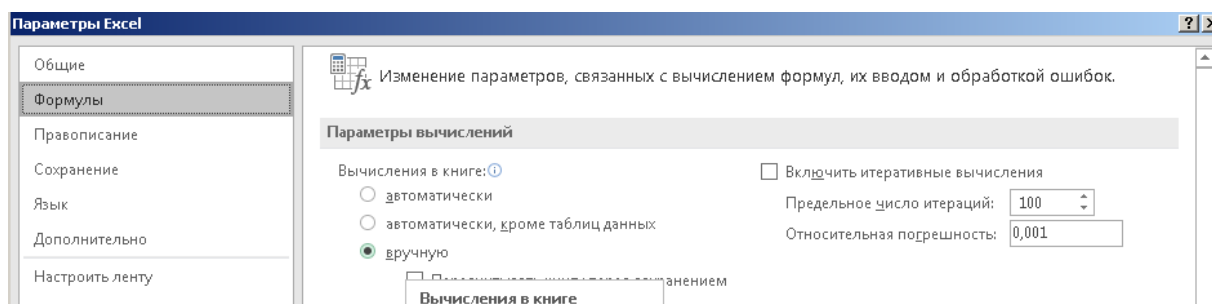 Параметры Excel
Общие
Формулы
Правописание
Сохранение
Язык
Дополнительно
Настроить ленту
Изменение параметров, связанных с вычислением формул, их вводом и обработкой ошибок.
Параметры вычислений
Вычисления в книге:
автоматически
автоматически, кроме таблиц данных
вручную
Вычисления в книге
Включить итеративные вычисления
Предельное число итераций: 100
Относительная погрешность: 0,001